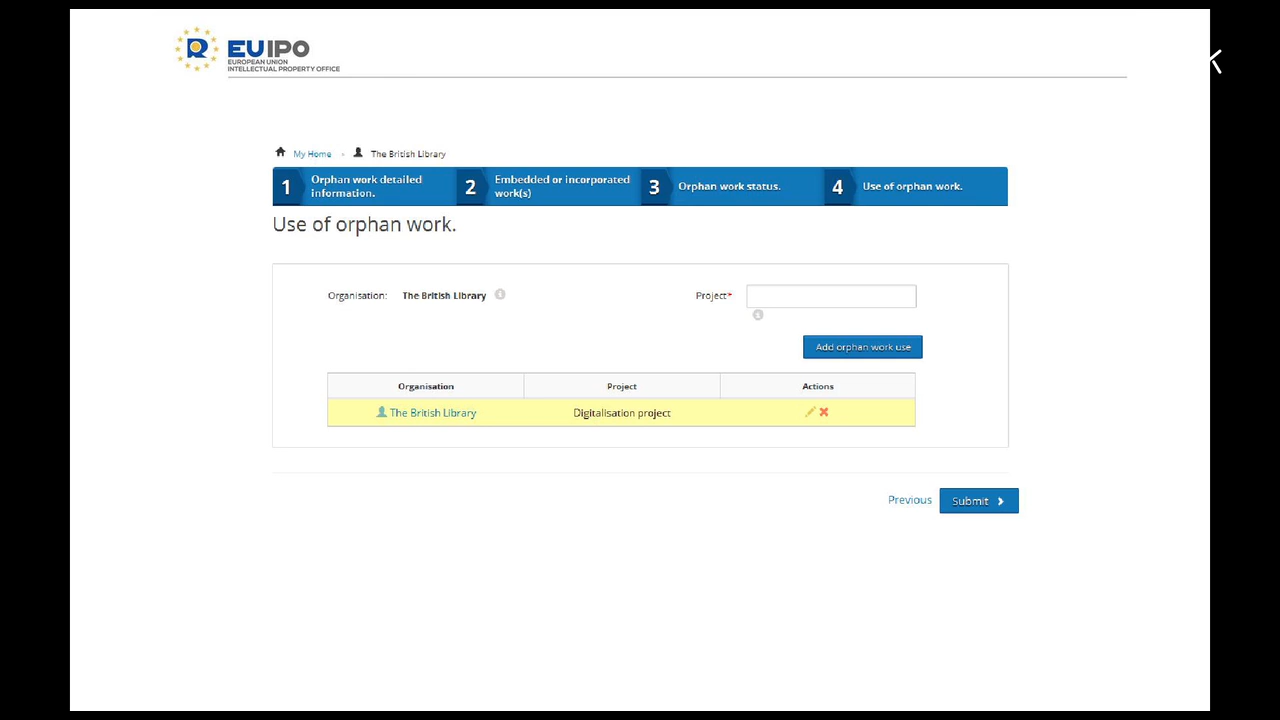 EUIPO
EUROPEAN UNION
INTELLECTUAL PROPERTY OFFICE
My Home
The British Library
1 Orphan work detailed information.
2 Embedded or incorporated work(s)
3 Orphan work status.
4 Use of orphan work.
Use of orphan work.
Organisation: The British Library
Project*
Add orphan work use
Organisation Project Actions
The British Library Digitalisation project
Previous Submit